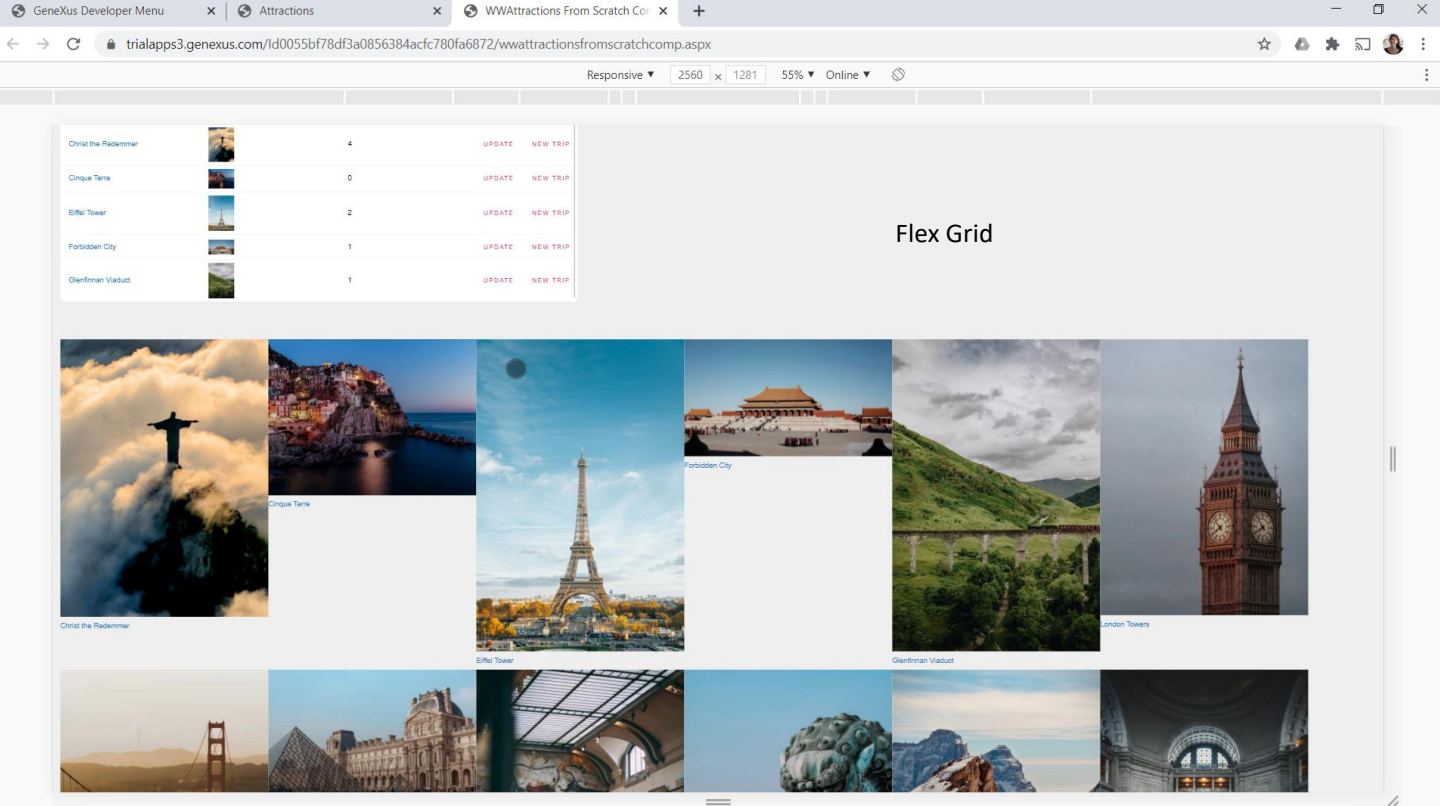 GeneXus Developer Menu
Attractions
WWAttractions From Scratch Cor
trialapps3.genexus.com/Id0055bf78df3a0856384acfc780fa6872/wwattractionsfromscratchcomp.aspx
Responsive ▼ 2560 x 1281 55% ▼ Online ▼
Christ the Redemmer 4 UPDATE NEW TRIP
Cinque Terre 0 UPDATE NEW TRIP
Eiffel Tower 2 UPDATE NEW TRIP
Forbidden City 1 UPDATE NEW TRIP
Glenfinnan Viaduct 1 UPDATE NEW TRIP
Flex Grid
Forbidden City
Cinque Terre
Christ the Redemmer
London Towers
Eiffel Tower
Glenfinnan Viaduct